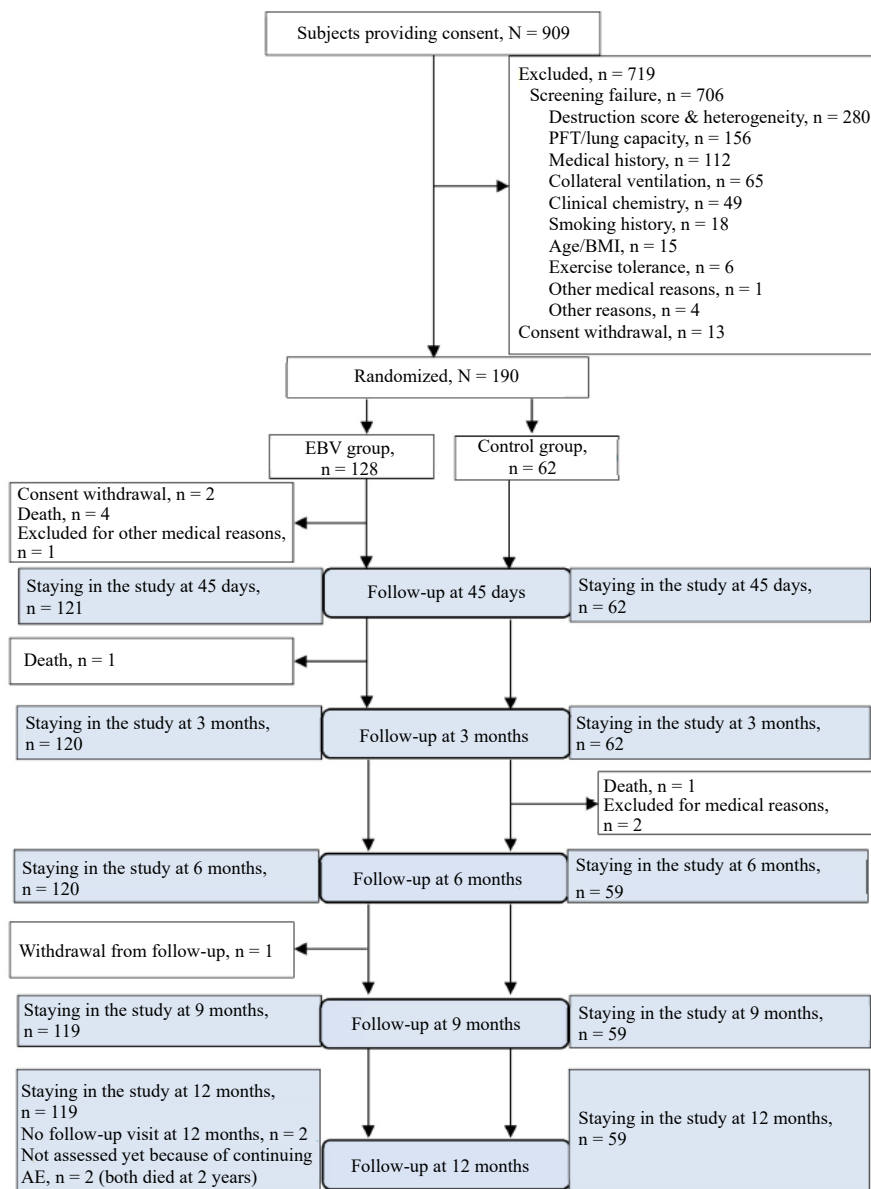 Subjects providing consent, N = 909
Excluded, n = 719
Screening failure, n = 706
Destruction score & heterogeneity, n = 280
PFT/lung capacity, n = 156
Medical history, n = 112
Collateral ventilation, n = 65
Clinical chemistry, n = 49
Smoking history, n = 18
Age/BMI, n = 15
Exercise tolerance, n = 6
Other medical reasons, n = 1
Other reasons, n = 4
Consent withdrawal, n = 13
Randomized, N = 190
EBV group,
n = 128
Control group,
n = 62
Consent withdrawal, n = 2
Death, n = 4
Excluded for other medical reasons,
n = 1
Staying in the study at 45 days,
n = 121
Follow-up at 45 days
Staying in the study at 45 days,
n = 62
Death, n = 1
Staying in the study at 3 months,
n = 120
Follow-up at 3 months
Staying in the study at 3 months,
n = 62
Death, n = 1
Excluded for medical reasons,
n = 2
Staying in the study at 6 months,
n = 120
Follow-up at 6 months
Staying in the study at 6 months,
n = 59
Withdrawal from follow-up, n = 1
Staying in the study at 9 months,
n = 119
Follow-up at 9 months
Staying in the study at 9 months,
n = 59
Staying in the study at 12 months,
n = 119
No follow-up visit at 12 months, n = 2
Not assessed yet because of continuing
AE, n = 2 (both died at 2 years)
Follow-up at 12 months
Staying in the study at 12 months,
n = 59